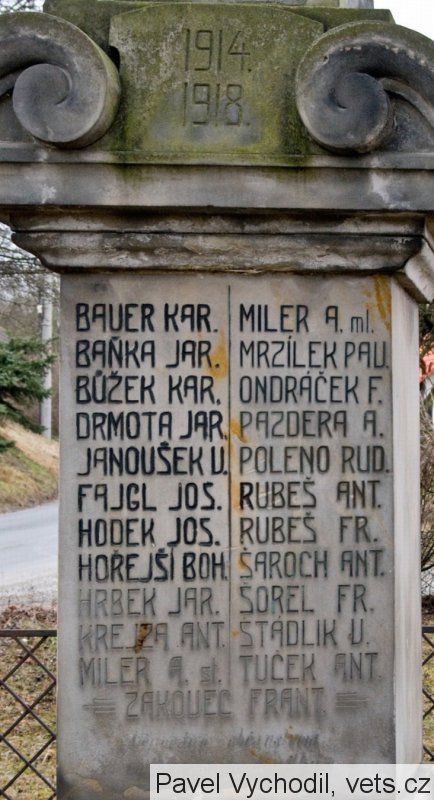 1914.
1918.
BAUER KAR.
BAŇKA JAR.
BŮŽEK KAR.
DRMOTA JAR.
JANOUŠEK V.
FAJGL JOS.
HODEK JOS.
HOŘEJŠÍ BOH.
HRBEK JAR.
KREJZA ANT.
MILER A. st.
MILER A. ml.
MRZÍLEK PAV.
ONDRÁČEK F.
PAZDERA A.
POLENO RUD.
RUBEŠ ANT.
RUBEŠ FR.
ŠAROCH ANT.
ŠOREL FR.
ŠTÁDLÍK V.
TUČEK ANT.
ZAKOUEC FRANT.
Pavel Vychodil, vets.cz